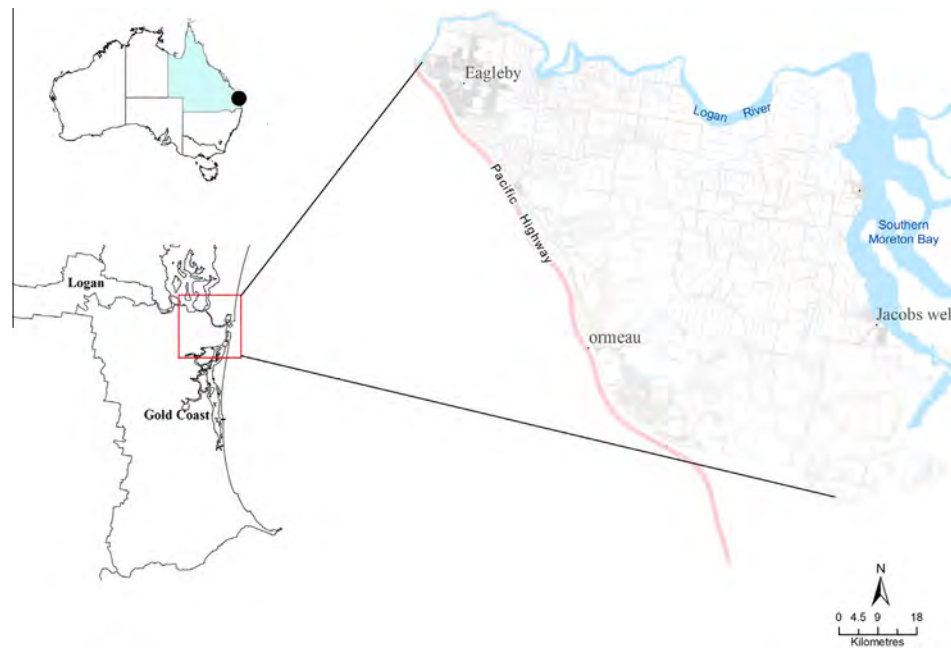 Eagleby
Logan River
Pacific Highway
Southern
Moreton Bay
Logan
Jacobs wel
ormeau
Gold Coast
N
0 4.5 9 18
Kilometres